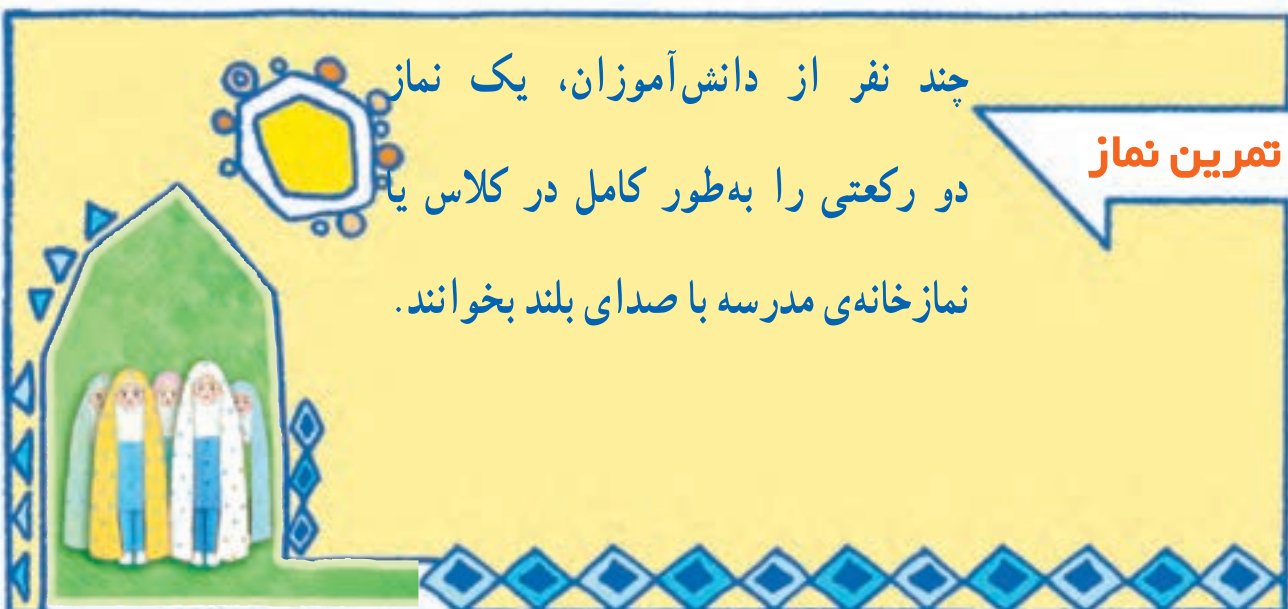 تمرین نماز
چند نفر از دانش‌آموزان، یک نماز
دو رکعتی را به‌طور کامل در کلاس یا
نمازخانه‌ی مدرسه با صدای بلند بخوانند.